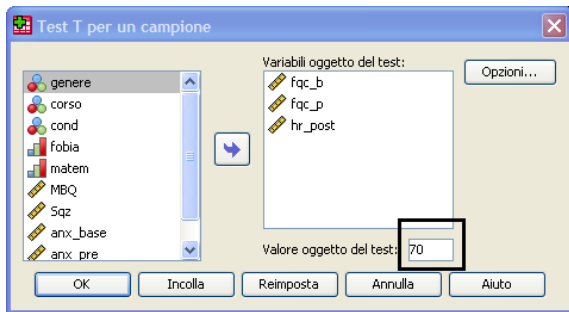 Test T per un campione
genere
corso
cond
fobia
matem
MBQ
Sqz
anx_base
anx_pre
Variabili oggetto del test:
fqc_b
fqc_p
hr_post
Opzioni...
Valore oggetto del test: 70
OK
Incolla
Reimposta
Annulla
Aiuto